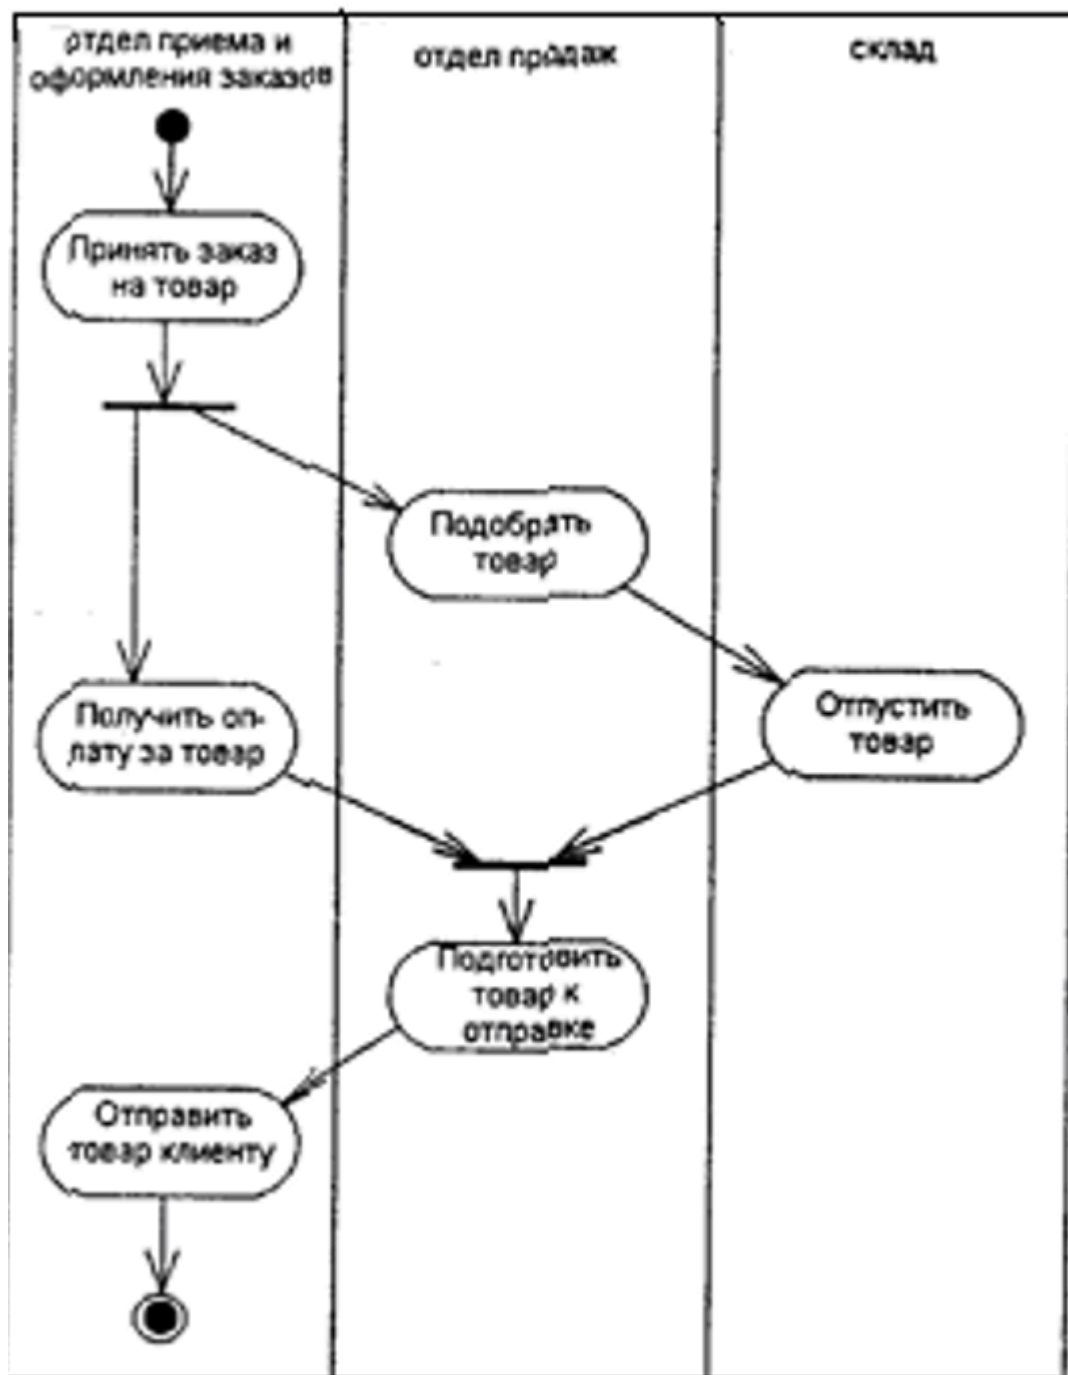 отдел приема и
оформления заказов
отдел продаж
склад
Принять заказ
на товар
Подобрать
товар
Получить оп-
лату за товар
Отпустить
товар
Подготовить
товар к
отправке
Отправить
товар клиенту